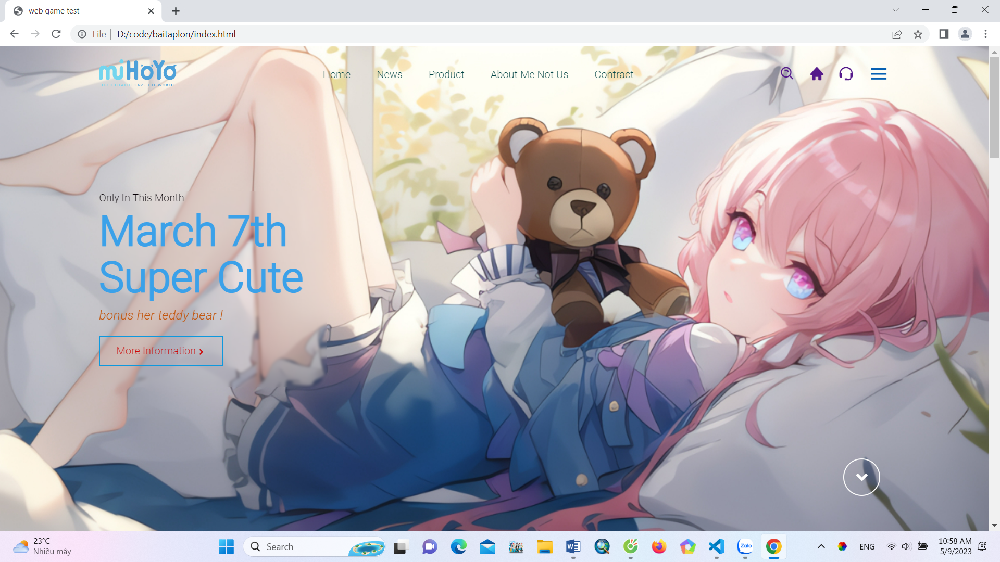 web game test
File
D:/code/baitaplon/index.html
miHoYo
TECH OTAKUS SAVE THE WORLD
Home
News
Product
About Me Not Us
Contract
Only In This Month
March 7th
Super Cute
bonus her teddy bear !
More Information
23°C
Nhiều mây
Search
W
Zalo
ENG
10:58 AM
5/9/2023